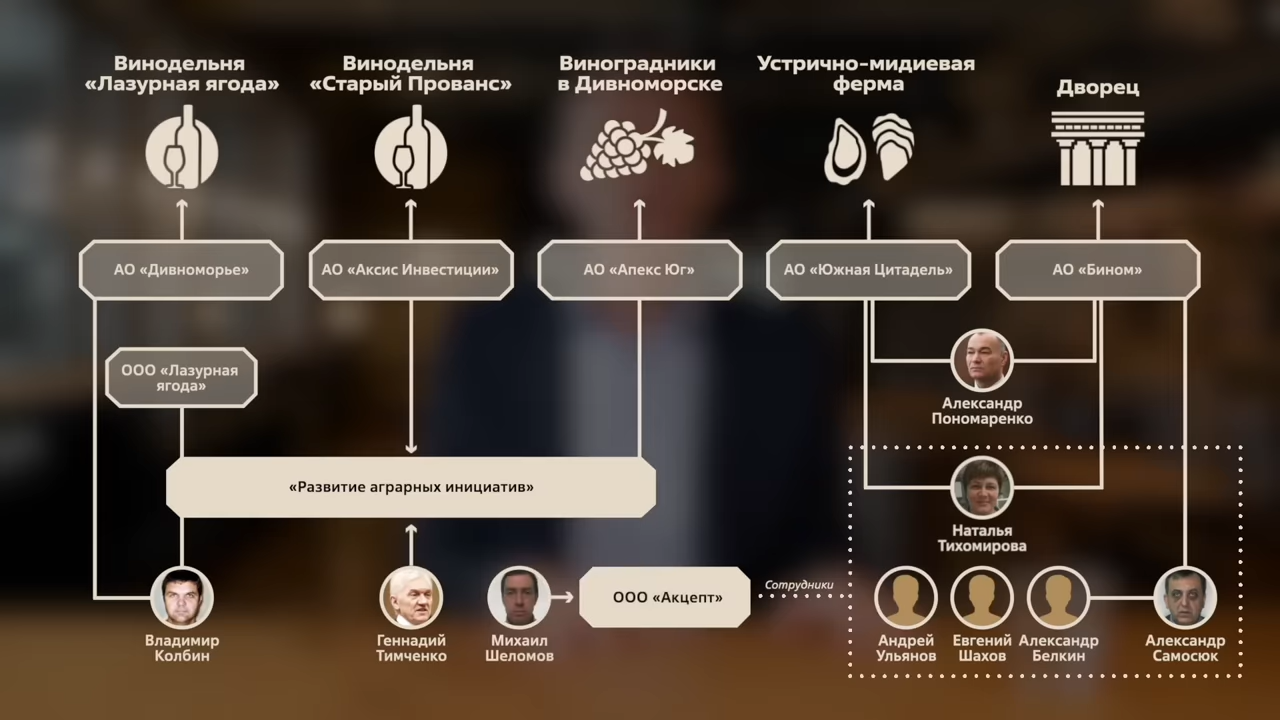 Винодельня
«Лазурная ягода»
Винодельня
«Старый Прованс»
Виноградники
в Дивноморске
Устрично-мидиевая
ферма
Дворец
АО «Дивноморье»
АО «Аксис Инвестиции»
АО «Апекс Юг»
АО «Южная Цитадель»
АО «Бином»
ООО «Лазурная
ягода»
Александр
Пономаренко
«Развитие аграрных инициатив»
Наталья
Тихомирова
Владимир
Колбин
Геннадий
Тимченко
Михаил
Шеломов
ООО «Акцепт»
Сотрудники
Андрей
Ульянов
Евгений
Шахов
Александр
Белкин
Александр
Самосюк